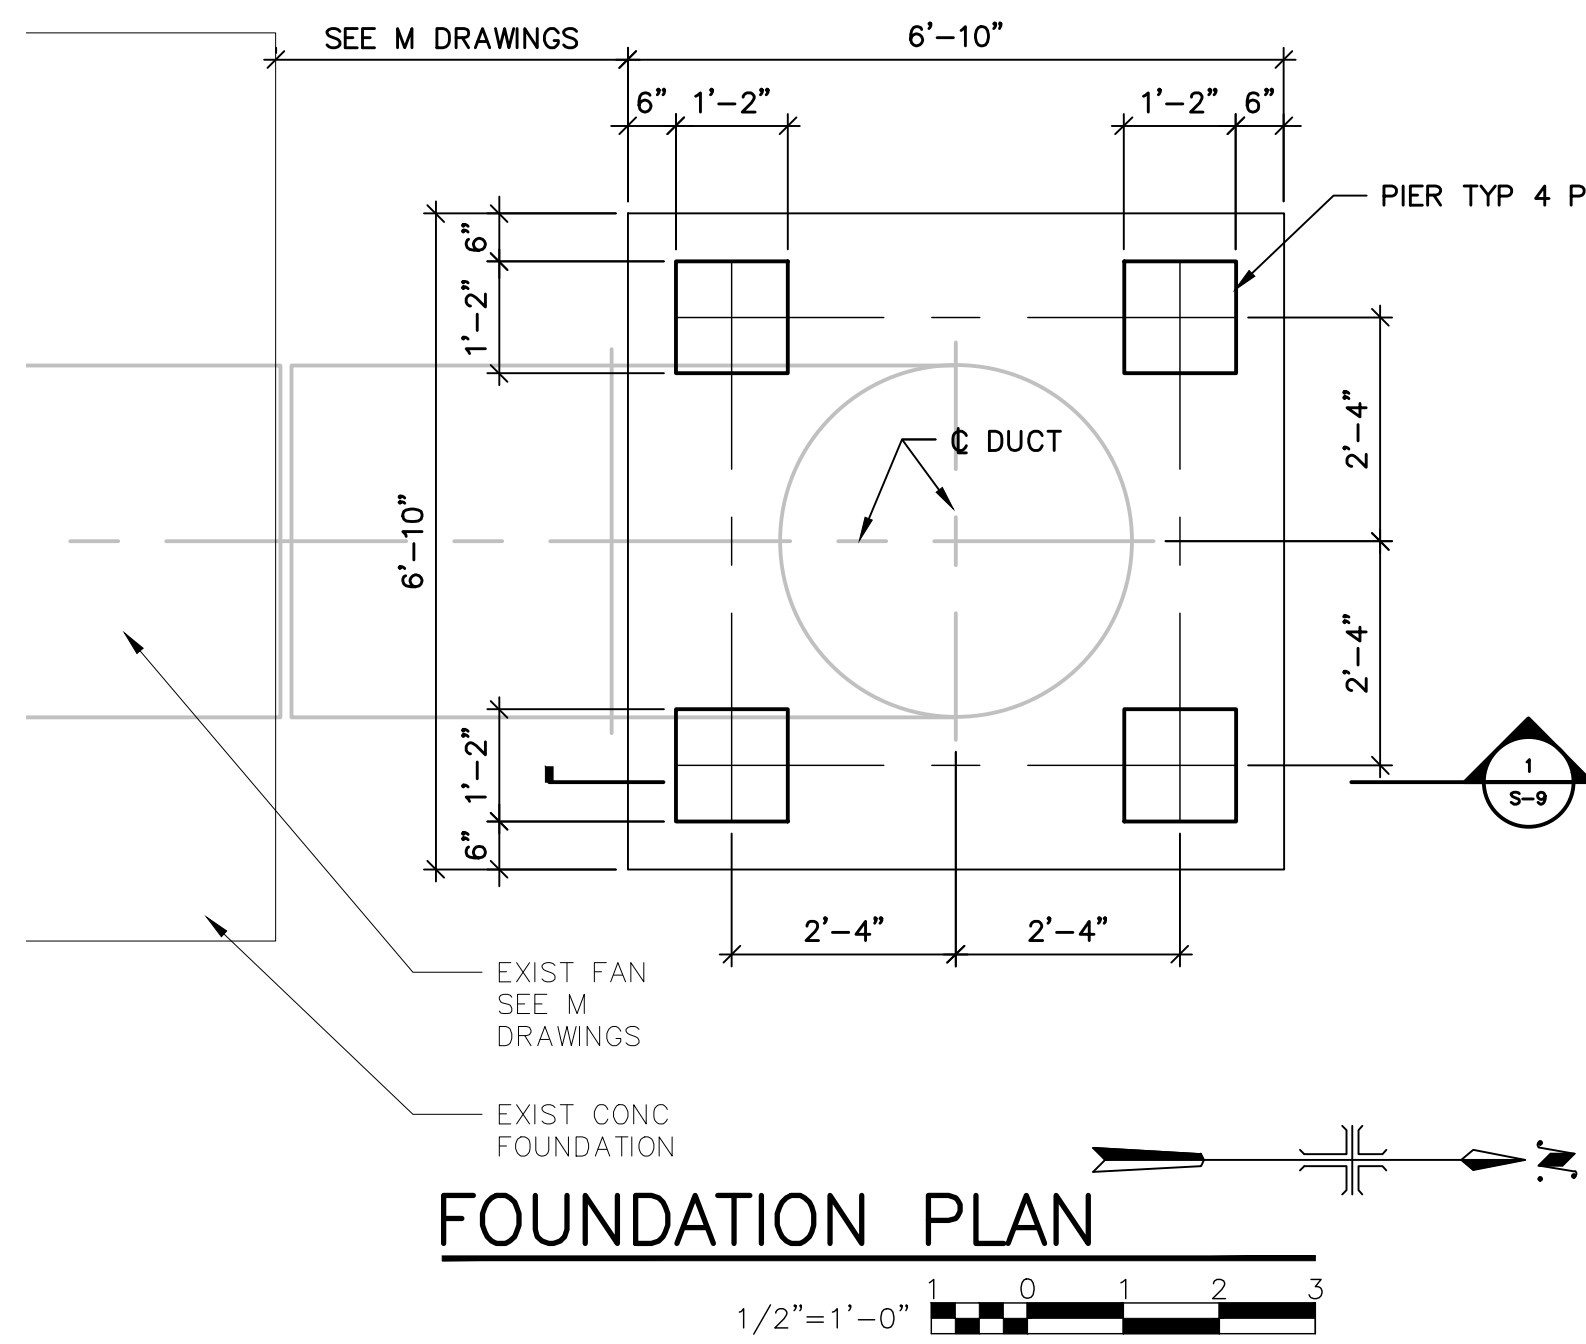 SEE M DRAWINGS
6'-10"
6" 1'-2"
1'-2" 6"
PIER TYP 4 P
6"
1'-2"
2'-4"
℄ DUCT
6'-10"
2'-4"
1'-2"
6"
1
S-9
2'-4" 2'-4"
EXIST FAN
SEE M
DRAWINGS
EXIST CONC
FOUNDATION
N
FOUNDATION PLAN
1/2"=1'-0"
1 0 1 2 3